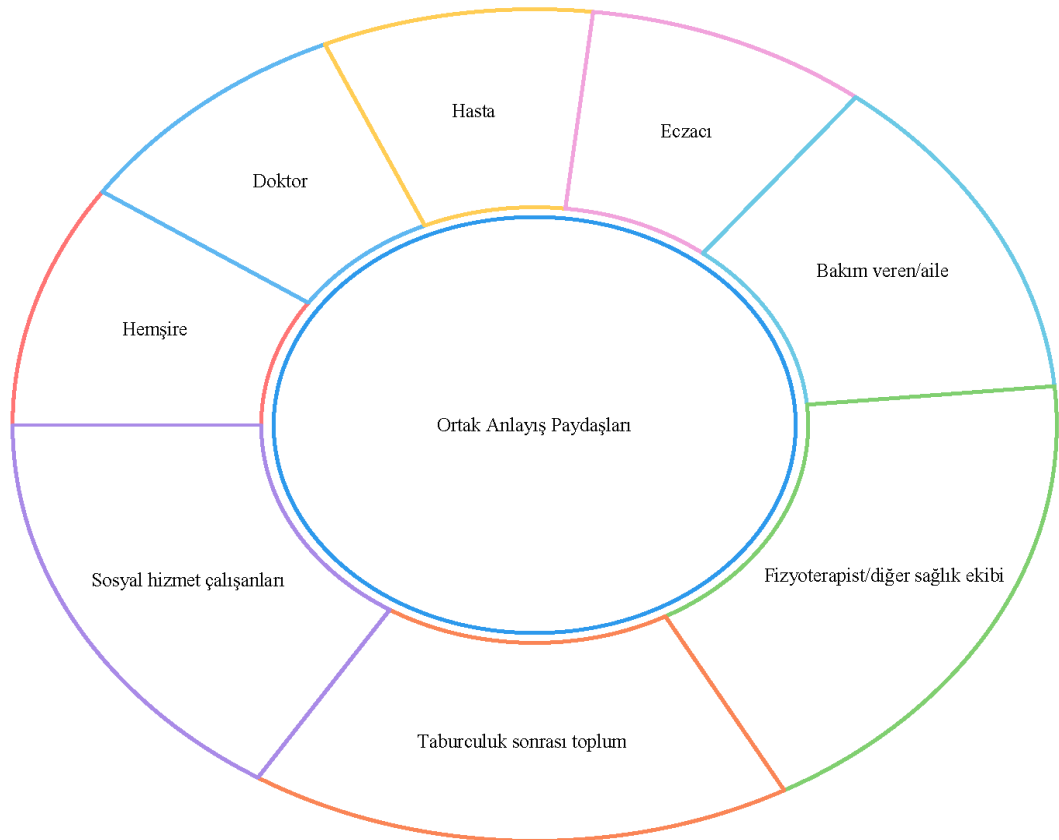 Hasta
Eczacı
Doktor
Bakım veren/aile
Hemşire
Ortak Anlayış Paydaşları
Sosyal hizmet çalışanları
Fizyoterapist/diğer sağlık ekibi
Taburculuk sonrası toplum